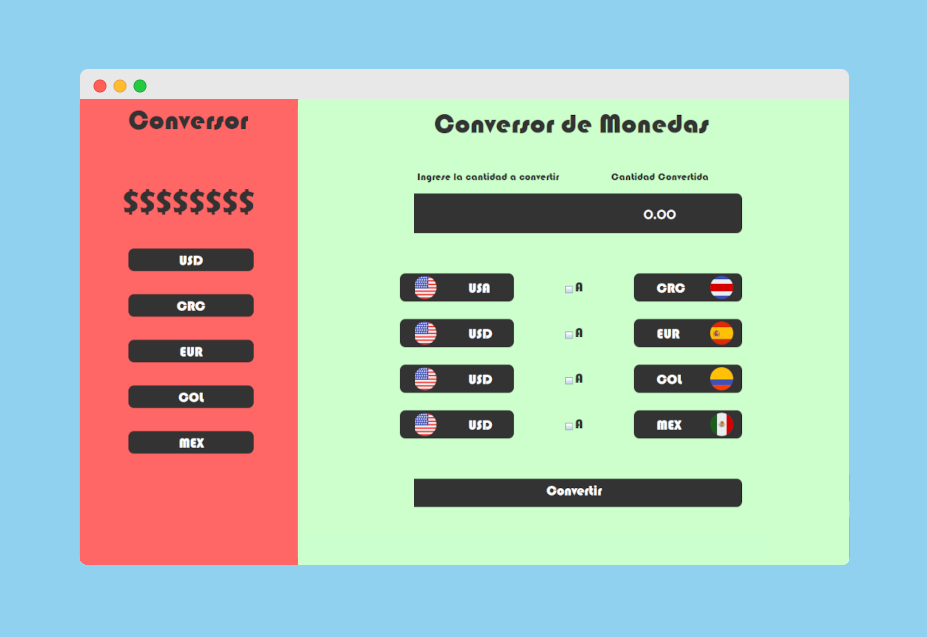 Conversor
$$$$$$$$
USD
CRC
EUR
COL
MEX
Conversor de Monedas
Ingrese la cantidad a convertir
Cantidad Convertida
0.00
USA A CRC
USD A EUR
USD A COL
USD A MEX
Convertir